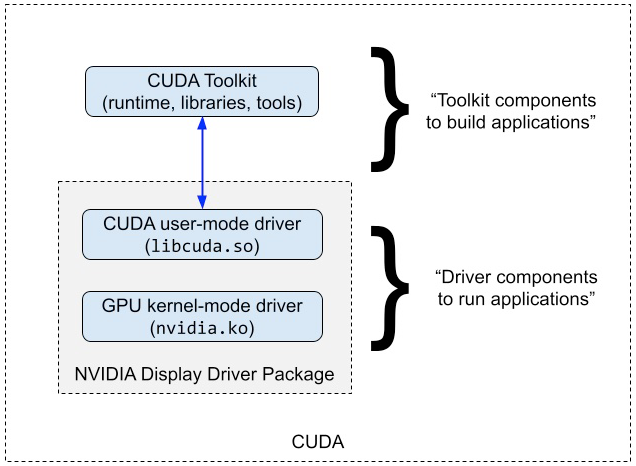 CUDA Toolkit
(runtime, libraries, tools)
“Toolkit components
to build applications”
CUDA user-mode driver
(libcuda.so)
GPU kernel-mode driver
(nvidia.ko)
“Driver components
to run applications”
NVIDIA Display Driver Package
CUDA